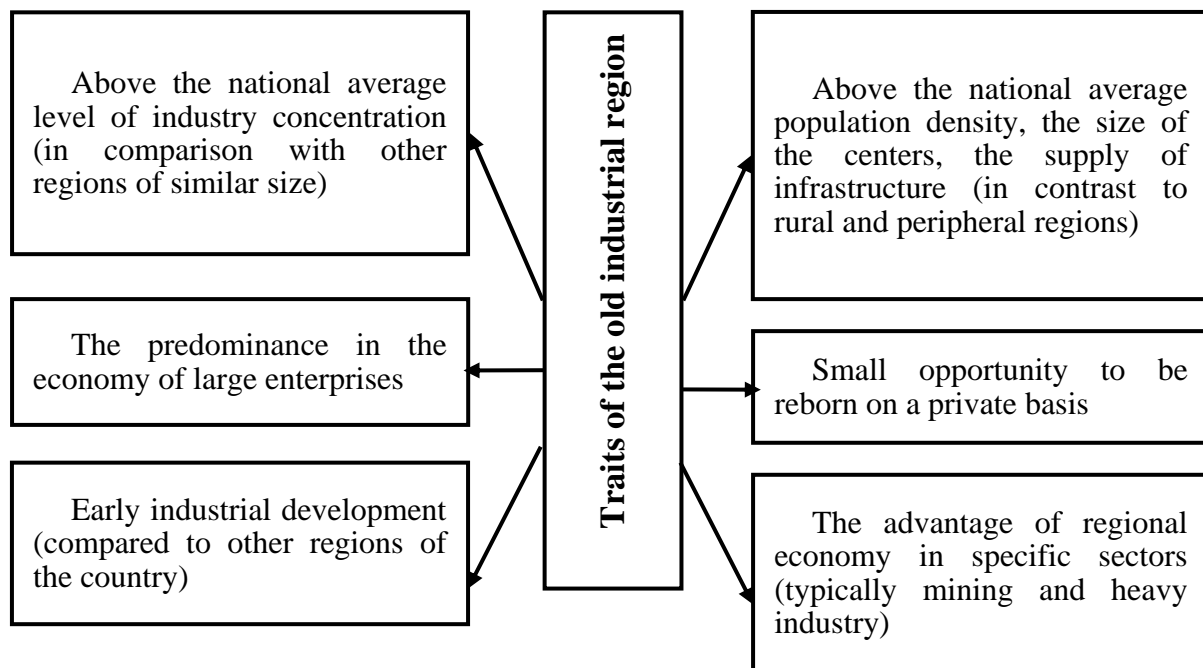 Above the national average
level of industry concentration
(in comparison with other
regions of similar size)
The predominance in the
economy of large enterprises
Early industrial development
(compared to other regions of
the country)
Traits of the old industrial region
Above the national average
population density, the size of
the centers, the supply of
infrastructure (in contrast to
rural and peripheral regions)
Small opportunity to be
reborn on a private basis
The advantage of regional
economy in specific sectors
(typically mining and heavy
industry)